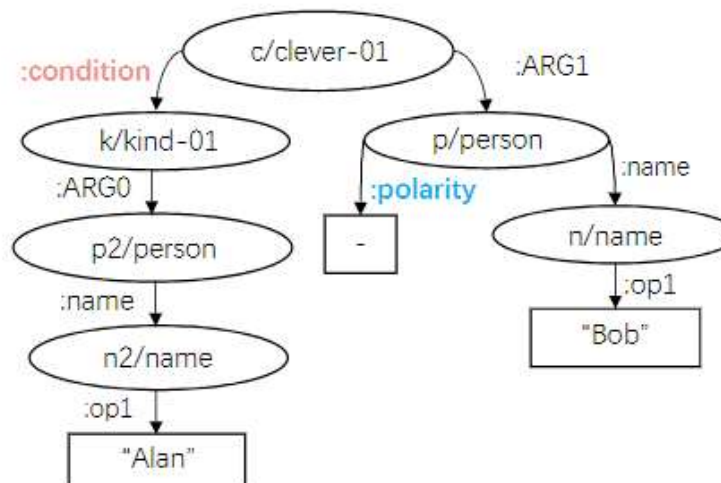 c/clever-01
:condition
:ARG1
k/kind-01
p/person
:ARG0
:polarity
:name
p2/person
-
n/name
:name
:op1
n2/name
"Bob"
:op1
"Alan"